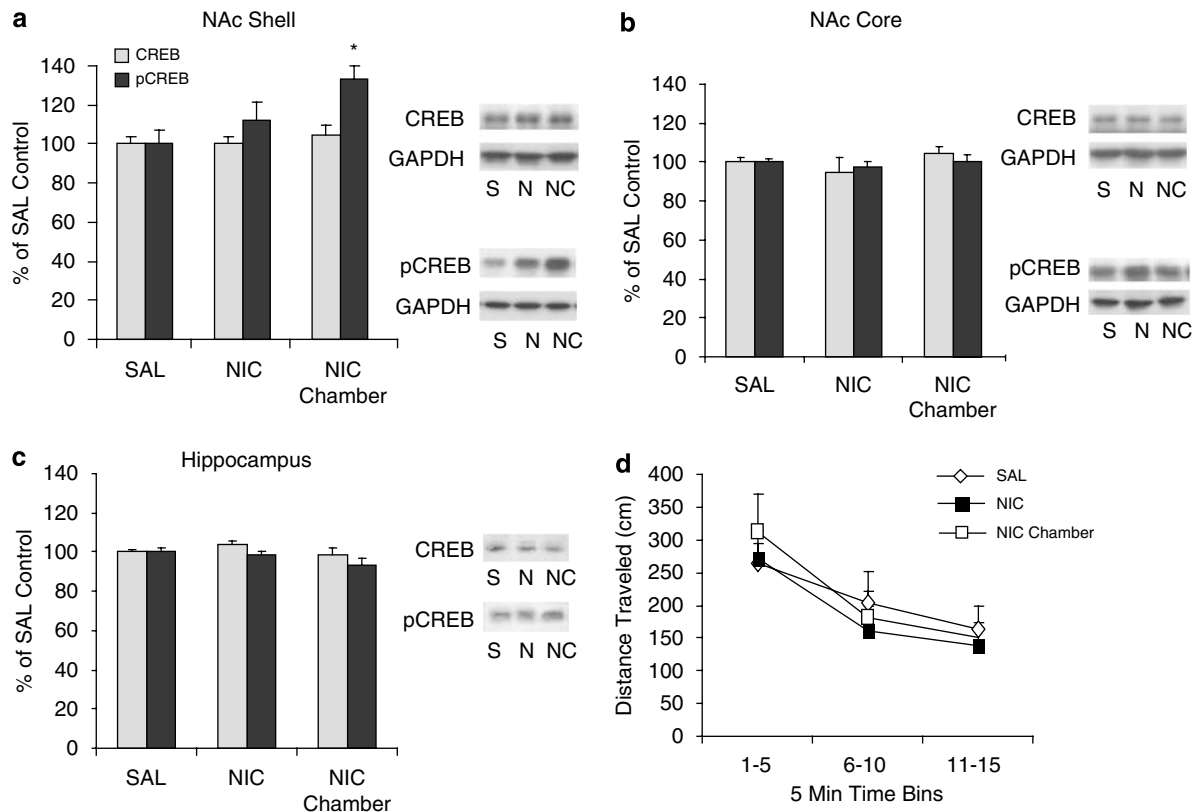 a
NAc Shell
CREB
pCREB
*
% of SAL Control
140
120
100
80
60
40
20
0
SAL
NIC
NIC
Chamber
CREB
GAPDH
S N NC
pCREB
GAPDH
S N NC
b
NAc Core
% of SAL Control
140
120
100
80
60
40
20
0
SAL
NIC
NIC
Chamber
CREB
GAPDH
S N NC
pCREB
GAPDH
S N NC
c
Hippocampus
% of SAL Control
140
120
100
80
60
40
20
0
SAL
NIC
NIC
Chamber
CREB
S N NC
pCREB
S N NC
d
Distance Traveled (cm)
400
350
300
250
200
150
100
50
0
SAL
NIC
NIC Chamber
1-5
6-10
11-15
5 Min Time Bins